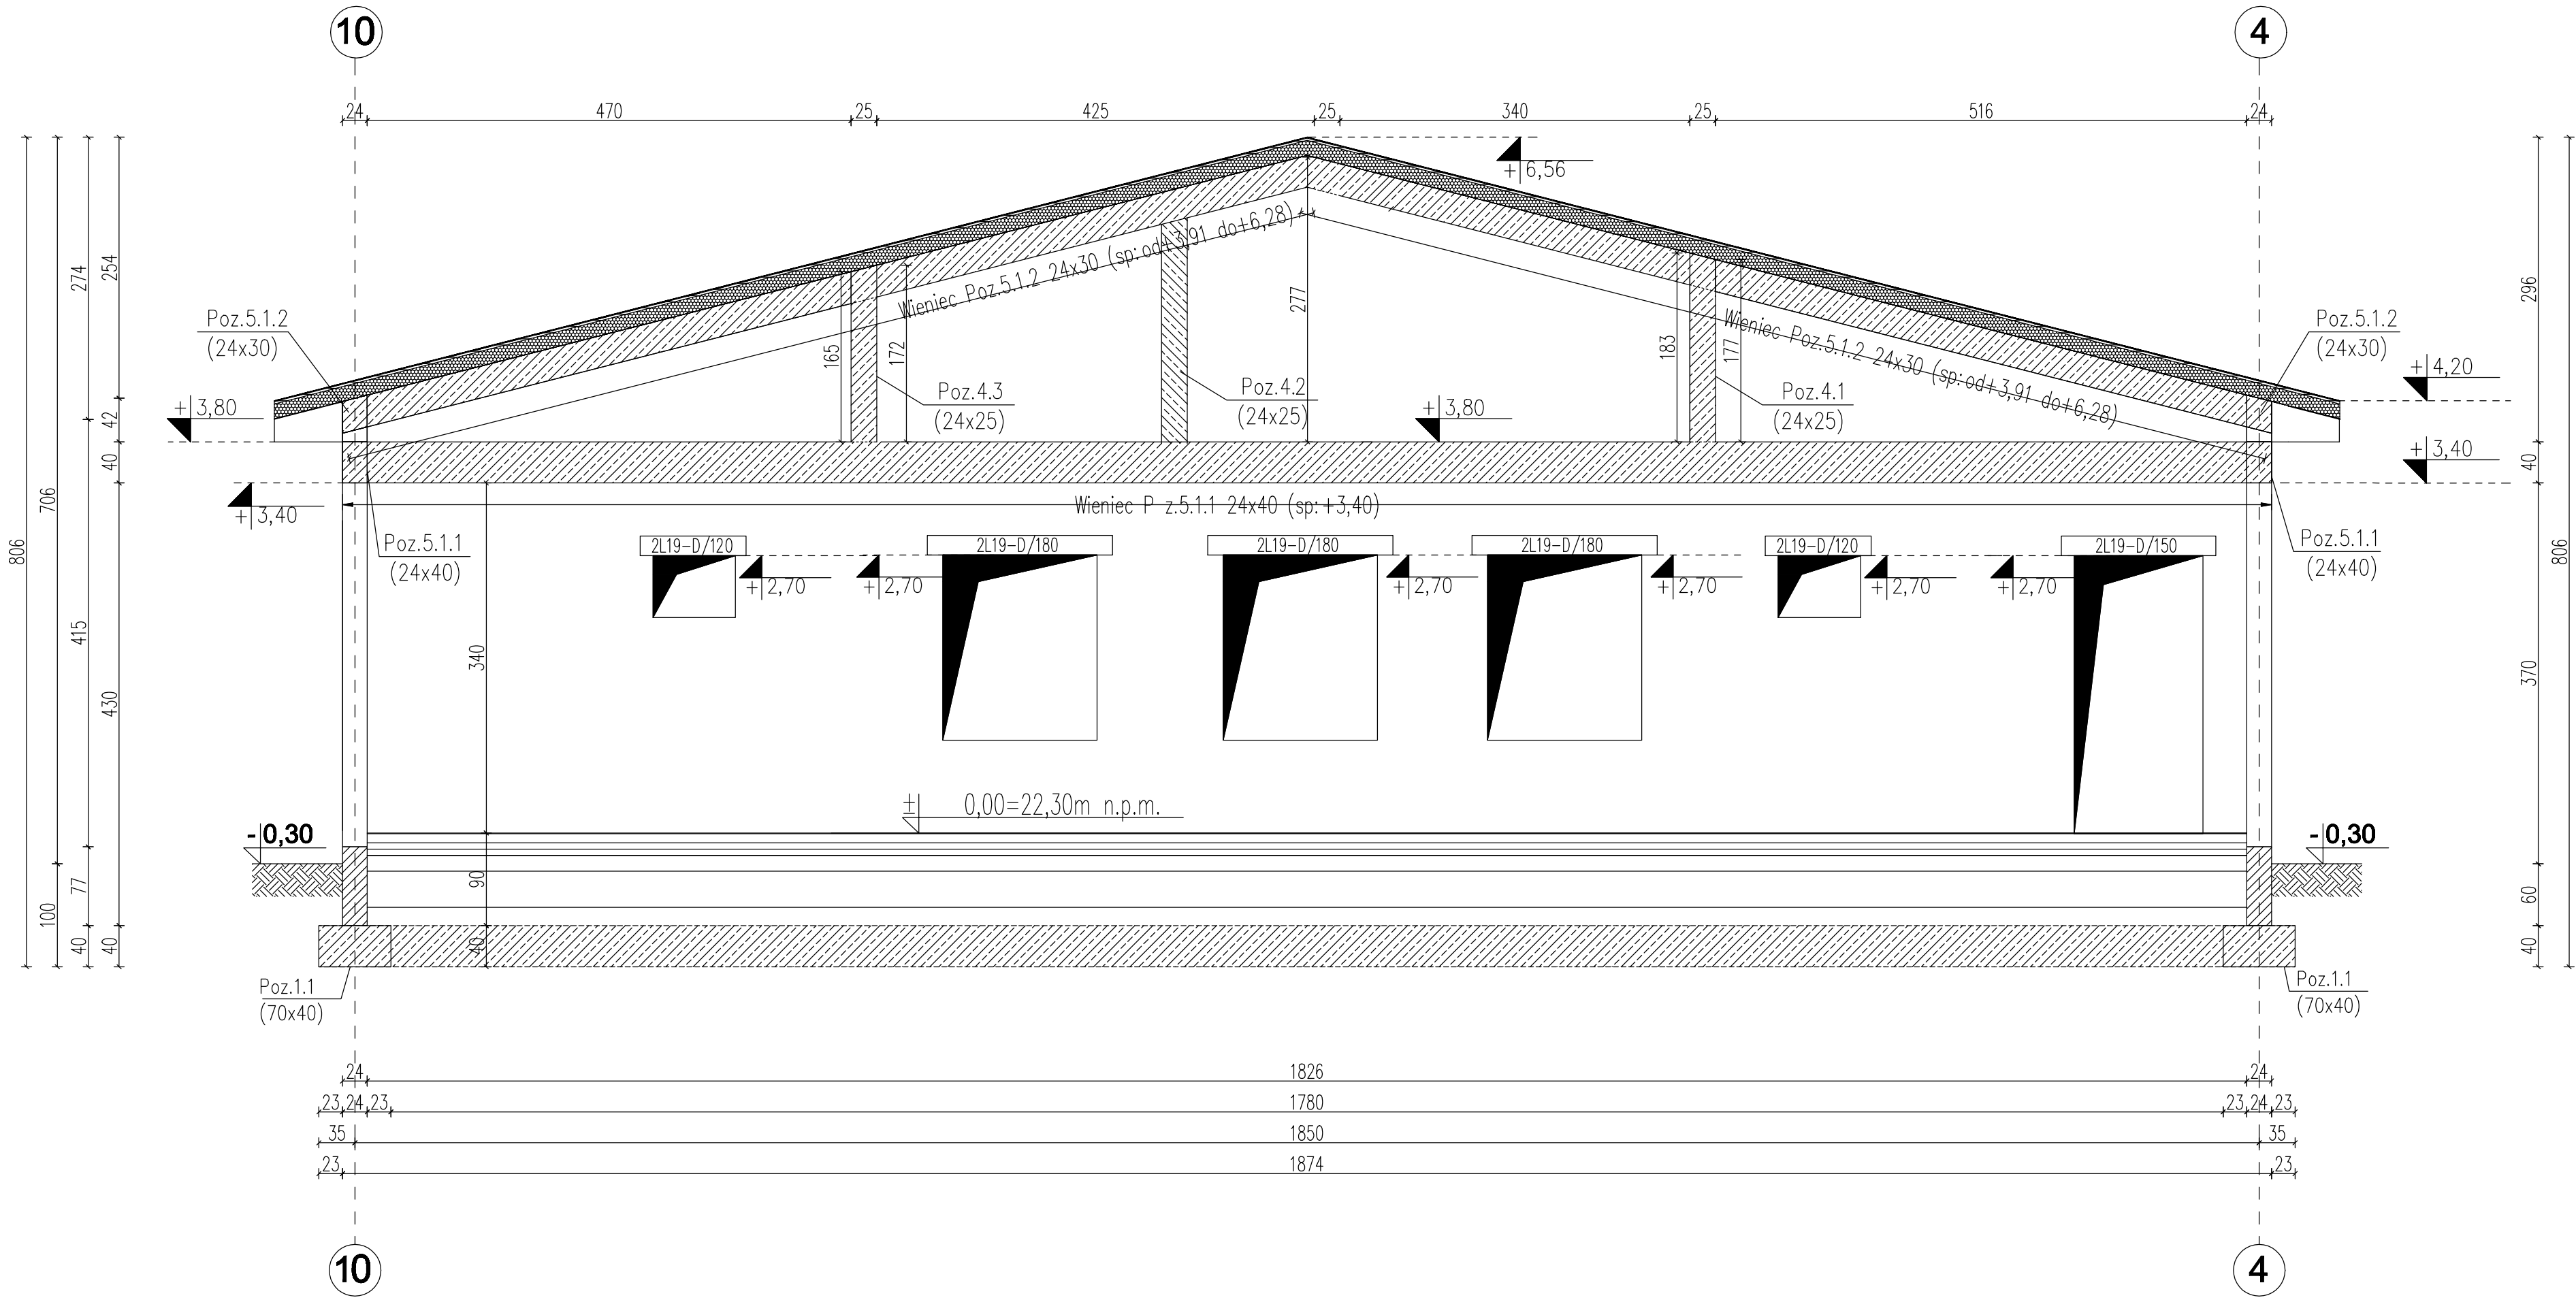 10
4
24
470
25
425
25
340
25
516
24
+6,56
806
706
274
254
42
40
415
430
77
100
40
40
Poz.5.1.2
(24x30)
+3,80
+3,40
Poz.5.1.1
(24x40)
Wieniec Poz.5.1.2 24x30 (sp:od+3,91 do+6,28)
Wieniec Poz.5.1.2 24x30 (sp:od+3,91 do+6,28)
165
172
277
183
177
Poz.4.3
(24x25)
Poz.4.2
(24x25)
+3,80
Poz.4.1
(24x25)
Poz.5.1.2
(24x30)
+4,20
+3,40
296
40
370
60
40
806
Wieniec P z.5.1.1 24x40 (sp:+3,40)
2L19-D/120
2L19-D/180
2L19-D/180
2L19-D/180
2L19-D/120
2L19-D/150
+2,70
+2,70
+2,70
+2,70
+2,70
+2,70
Poz.5.1.1
(24x40)
340
90
40
± 0,00=22,30m n.p.m.
-0,30
-0,30
Poz.1.1
(70x40)
Poz.1.1
(70x40)
24
1826
24
23
24
23
1780
23
24
23
35
1850
35
23
1874
23
10
4